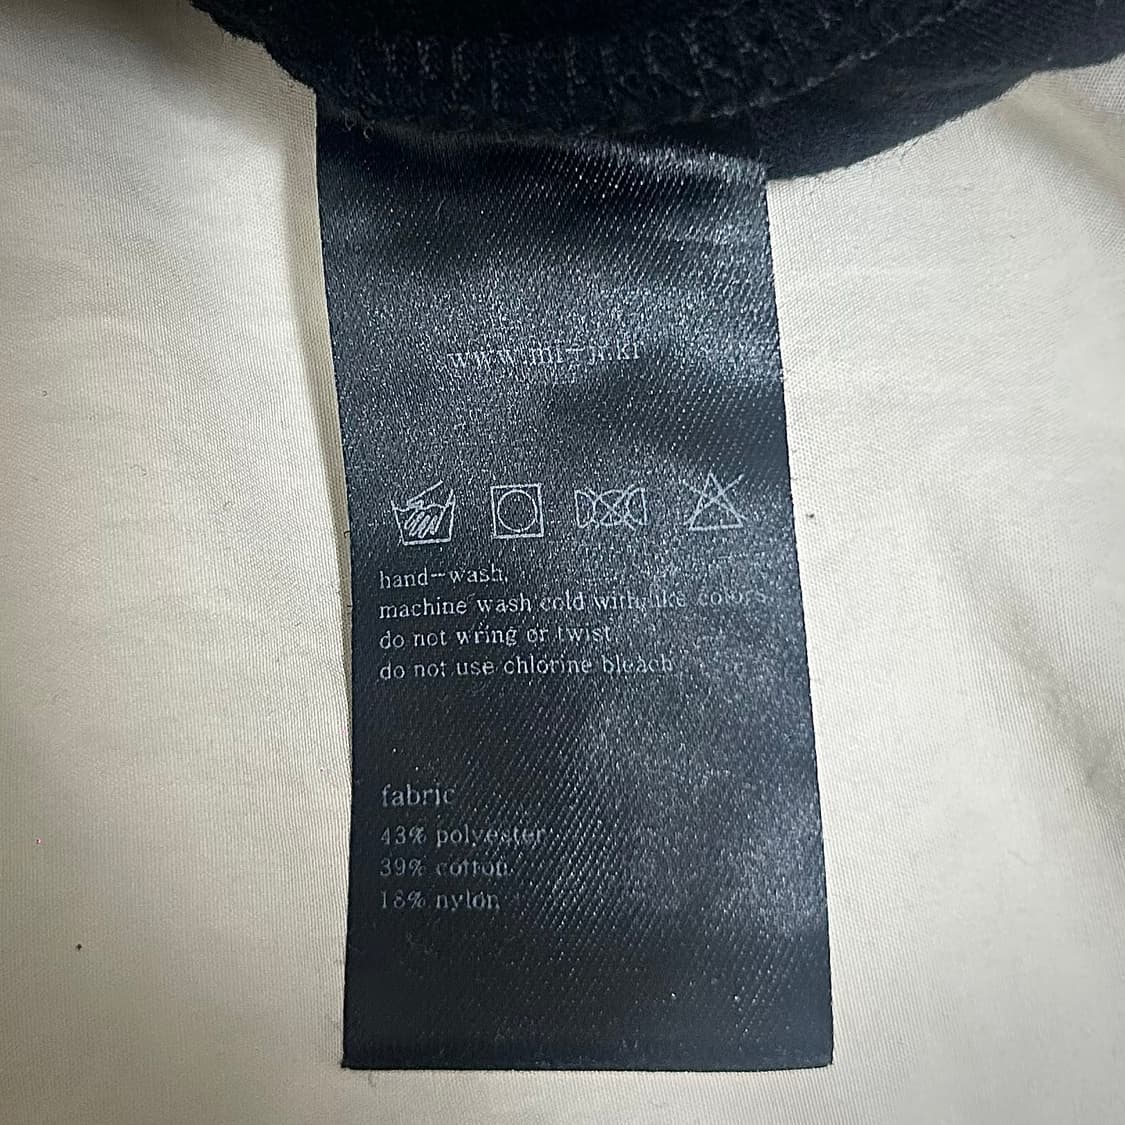 hand-wash,
machine wash cold with like colors,
do not wring or twist,
do not use chlorine bleach
fabric
43% polyester
39% cotton
18% nylon